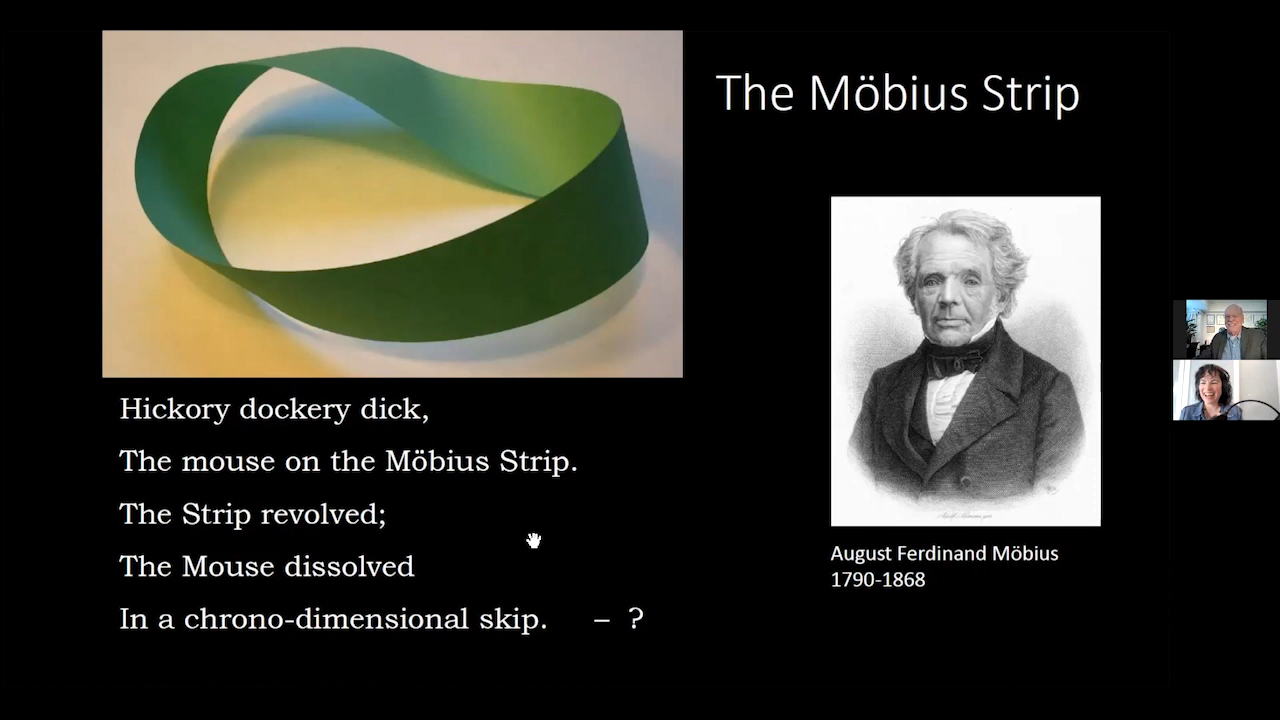 The Möbius Strip
Hickory dockery dick,
The mouse on the Möbius Strip.
The Strip revolved;
The Mouse dissolved
In a chrono-dimensional skip. – ?
August Ferdinand Möbius
1790-1868